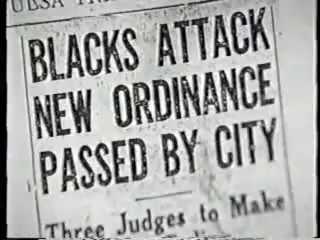 BLACKS ATTACK
NEW ORDINANCE
PASSED BY CITY
Three Judges to Make